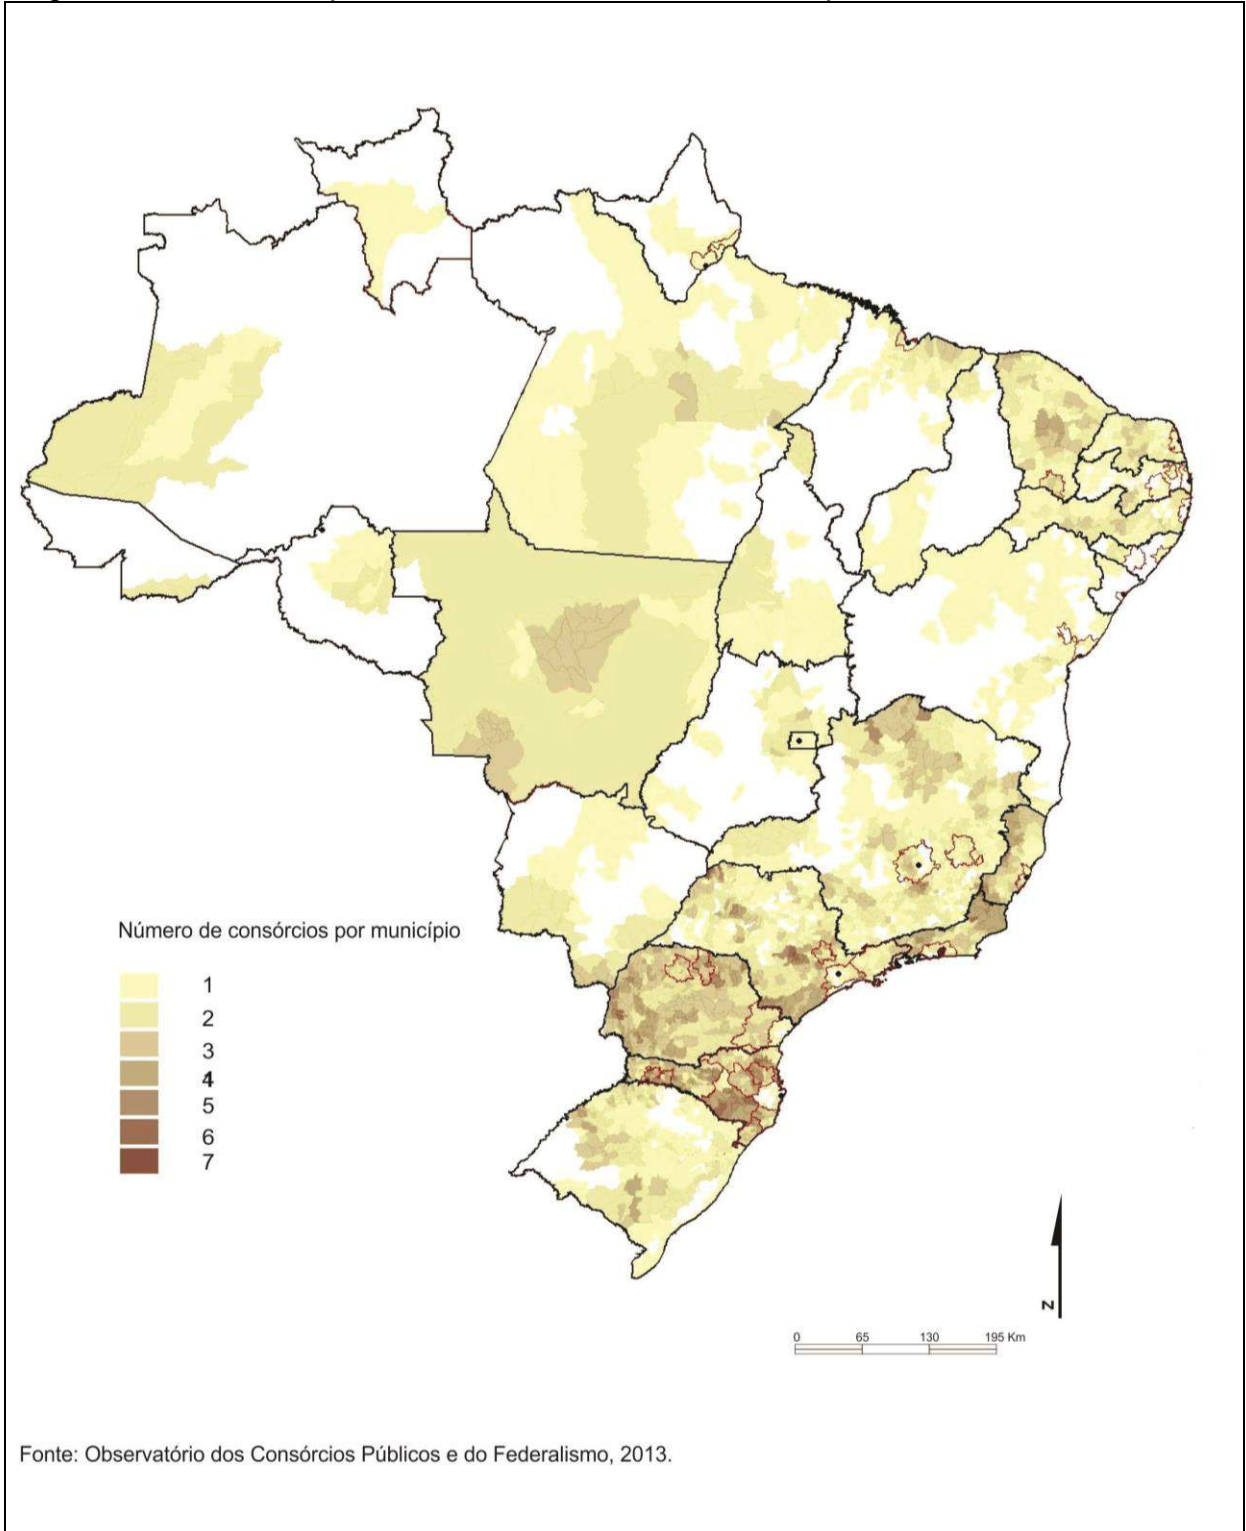 Número de consórcios por município
1
2
3
4
5
6
7
N
0 65 130 195 Km
Fonte: Observatório dos Consórcios Públicos e do Federalismo, 2013.